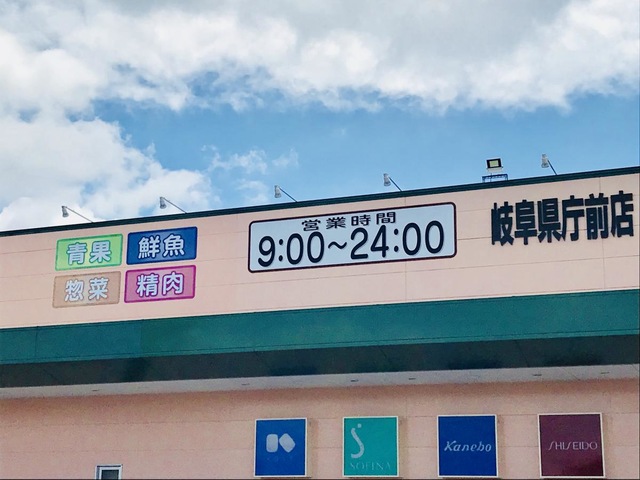 青果
鮮魚
惣菜
精肉
営業時間
9:00~24:00
岐阜県庁前店
SOFINA
Kanebo
SHISEIDO